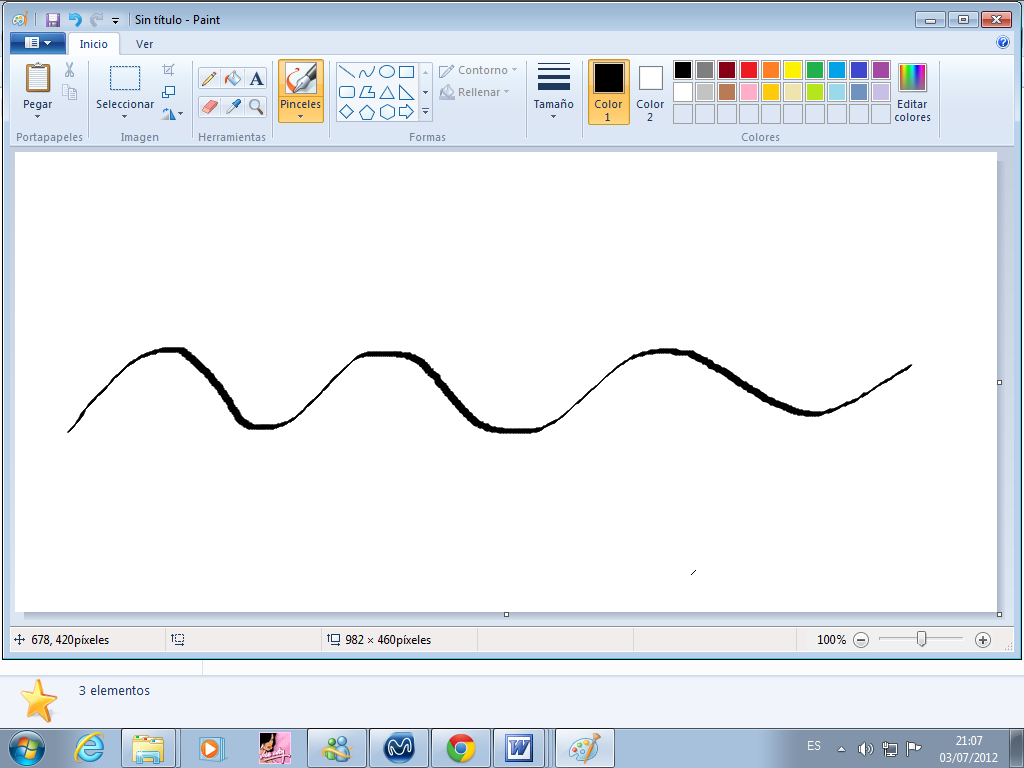 Sin título - Paint
Inicio Ver
Pegar
Portapapeles
Seleccionar
Imagen
A
Herramientas
Pinceles
Contorno
Rellenar
Formas
Tamaño
Color 1
Color 2
Editar colores
Colores
678, 420píxeles
982 × 460píxeles
100%
3 elementos
ES
21:07
03/07/2012